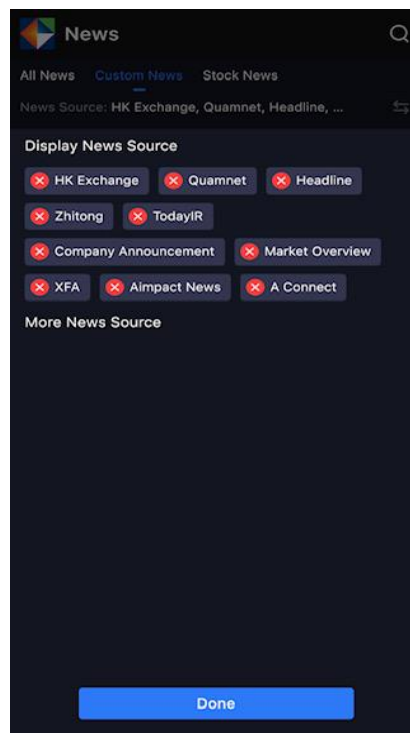 News
All News Custom News Stock News
News Source: HK Exchange, Quamnet, Headline, ...
Display News Source
HK Exchange Quamnet Headline
Zhitong TodayIR
Company Announcement Market Overview
XFA Aimpact News A Connect
More News Source
Done